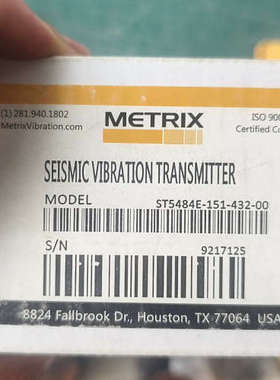 (1) 281.940.1802
MetrixVibration.com
METRIX
ISO 900
Certified Co
SEISMIC VIBRATION TRANSMITTER
MODEL ST5484E-151-432-00
S/N 9217125
8824 Fallbrook Dr., Houston, TX 77064 USA